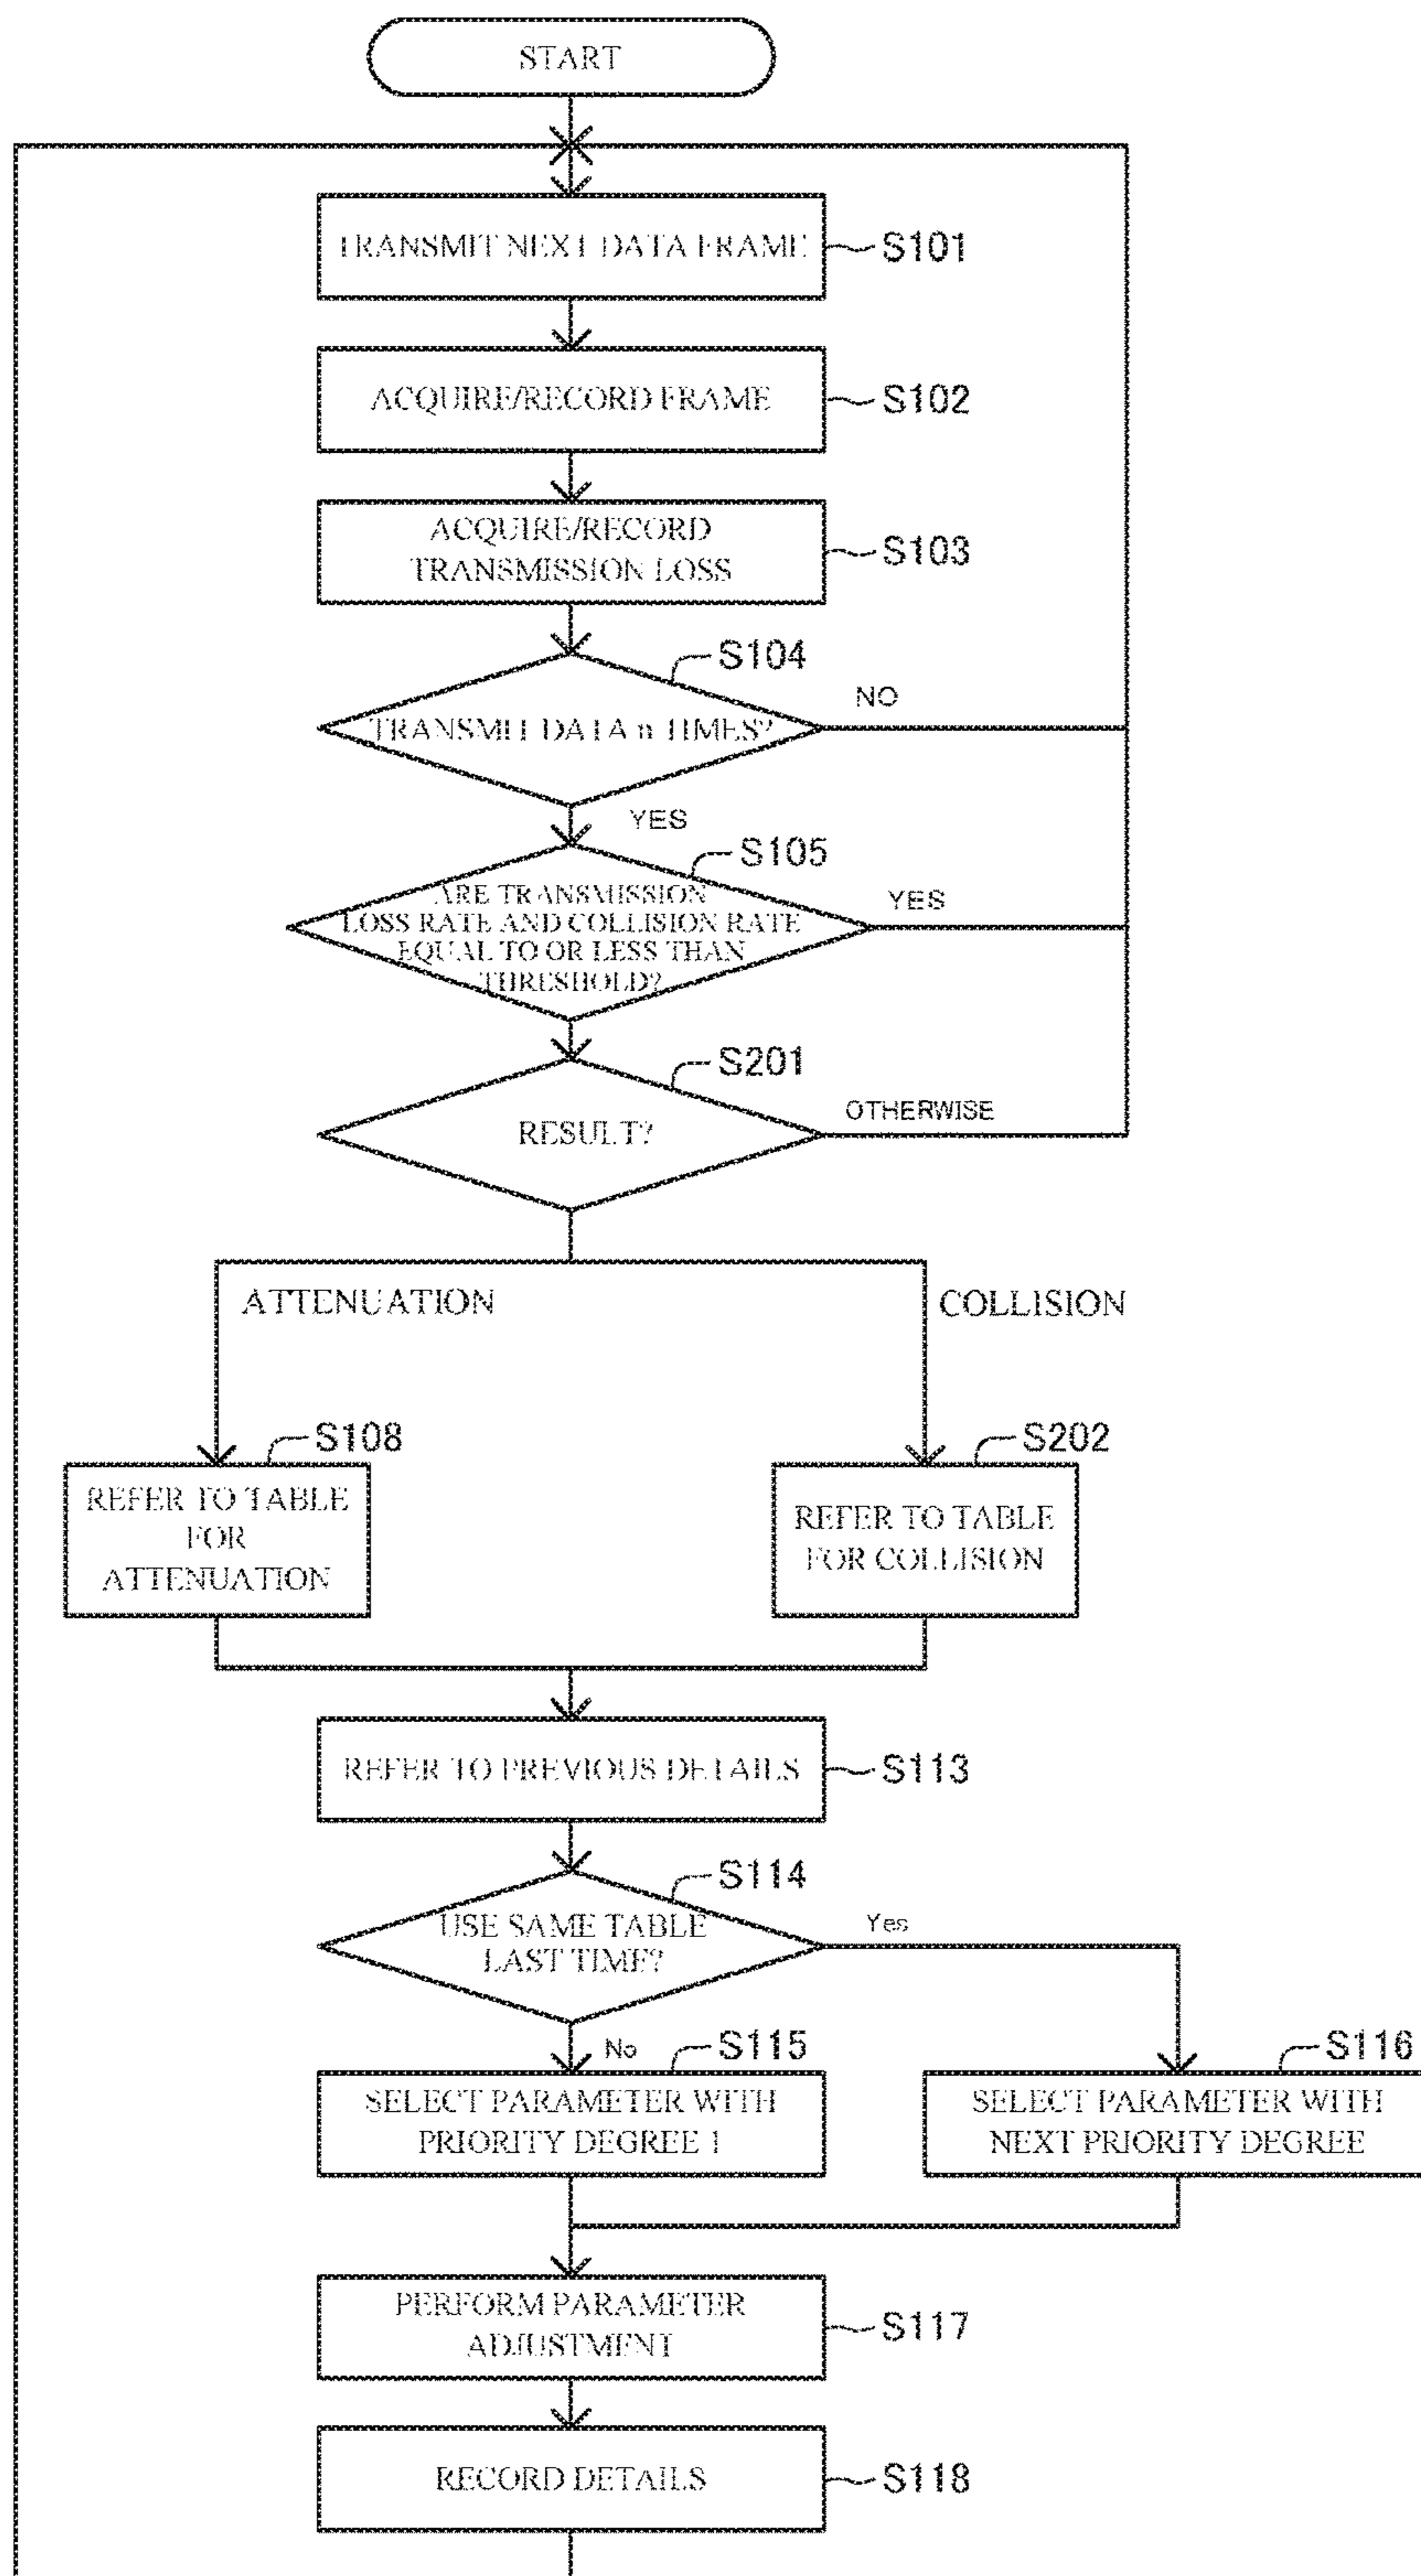 START
TRANSMIT NEXT DATA FRAME
S101
ACQUIRE/RECORD FRAME
S102
ACQUIRE/RECORD
TRANSMISSION LOSS
S103
S104
TRANSMIT DATA n TIMES?
NO
YES
S105
ARE TRANSMISSION
LOSS RATE AND COLLISION RATE
EQUAL TO OR LESS THAN
THRESHOLD?
YES
S201
RESULT?
OTHERWISE
ATTENUATION
COLLISION
S108
REFER TO TABLE
FOR
ATTENUATION
S202
REFER TO TABLE
FOR COLLISION
REFER TO PREVIOUS DETAILS
S113
S114
USE SAME TABLE
LAST TIME?
Yes
No
S115
SELECT PARAMETER WITH
PRIORITY DEGREE 1
S116
SELECT PARAMETER WITH
NEXT PRIORITY DEGREE
PERFORM PARAMETER
ADJUSTMENT
S117
RECORD DETAILS
S118